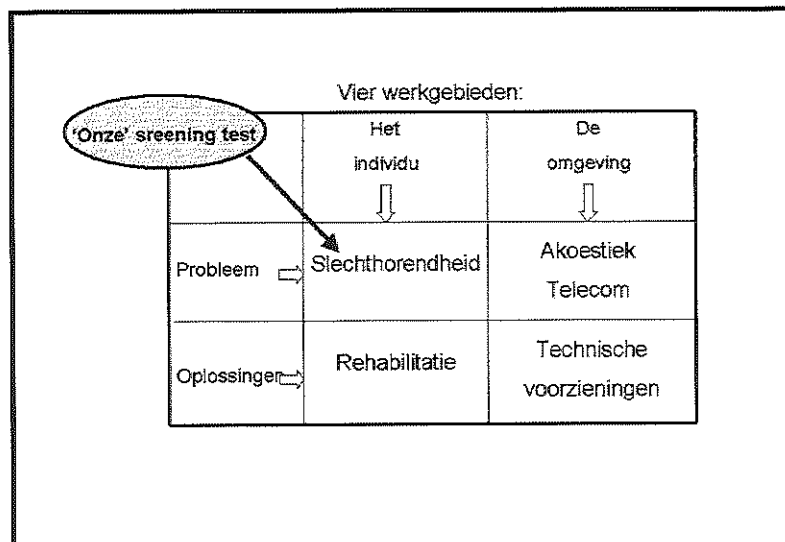 Vier werkgebieden:
'Onze' sreening test
Het
individu
De
omgeving
Probleem
Slechthorendheid
Akoestiek
Telecom
Oplossingen
Rehabilitatie
Technische
voorzieningen